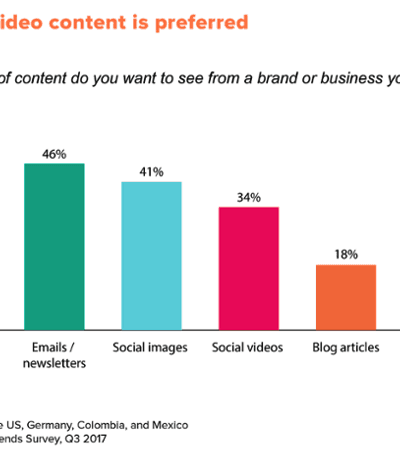 ideo content is preferred
of content do you want to see from a brand or business yo
46%
41%
34%
18%
Emails /
newsletters
Social images
Social videos
Blog articles
e US, Germany, Colombia, and Mexico
ends Survey, Q3 2017